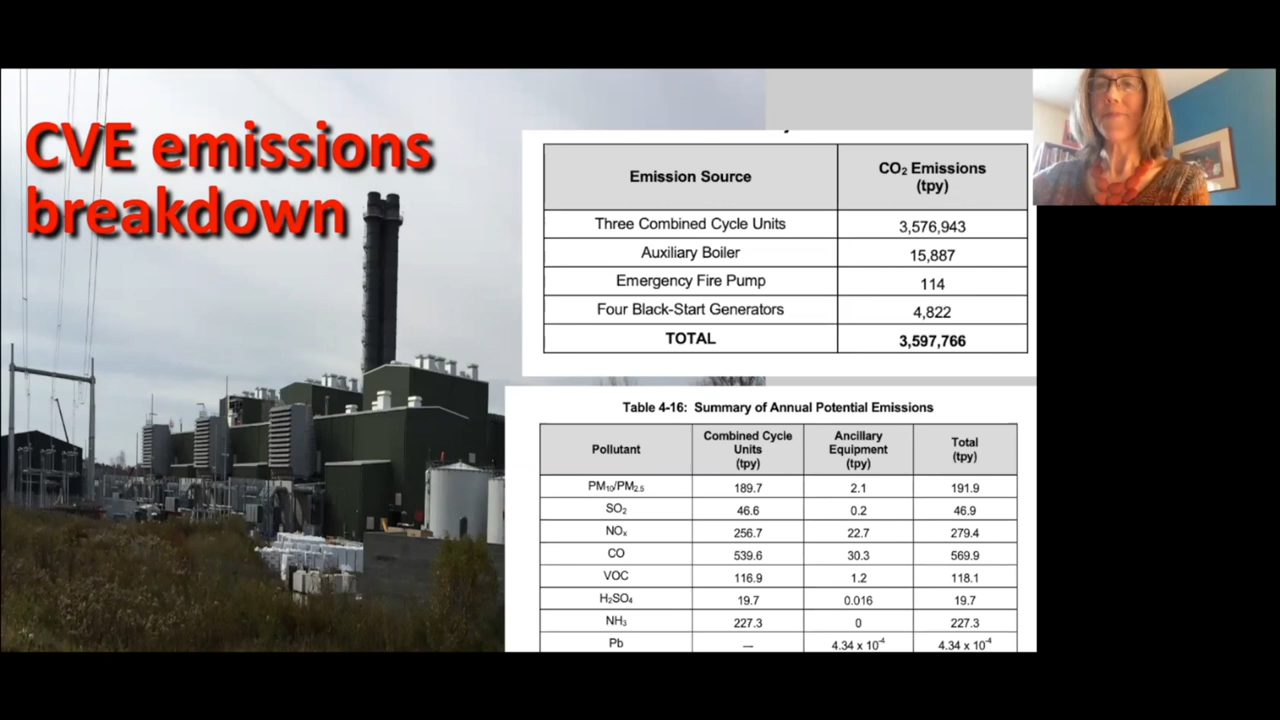 CVE emissions
breakdown
Emission Source
CO₂ Emissions
(tpy)
Three Combined Cycle Units 3,576,943
Auxiliary Boiler 15,887
Emergency Fire Pump 114
Four Black-Start Generators 4,822
TOTAL 3,597,766
Table 4-16: Summary of Annual Potential Emissions
Pollutant
Combined Cycle
Units
(tpy)
Ancillary
Equipment
(tpy)
Total
(tpy)
PM₁₀/PM₂.₅ 189.7 2.1 191.9
SO₂ 46.6 0.2 46.9
NOₓ 256.7 22.7 279.4
CO 539.6 30.3 569.9
VOC 116.9 1.2 118.1
H₂SO₄ 19.7 0.016 19.7
NH₃ 227.3 0 227.3
Pb — 4.34 x 10⁻⁴ 4.34 x 10⁻⁴